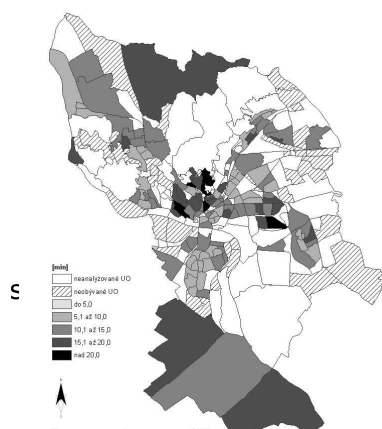 [min]
neanalyzované UO
neobývané UO
do 5,0
5,1 až 10,0
10,1 až 15,0
15,1 až 20,0
nad 20,0
S